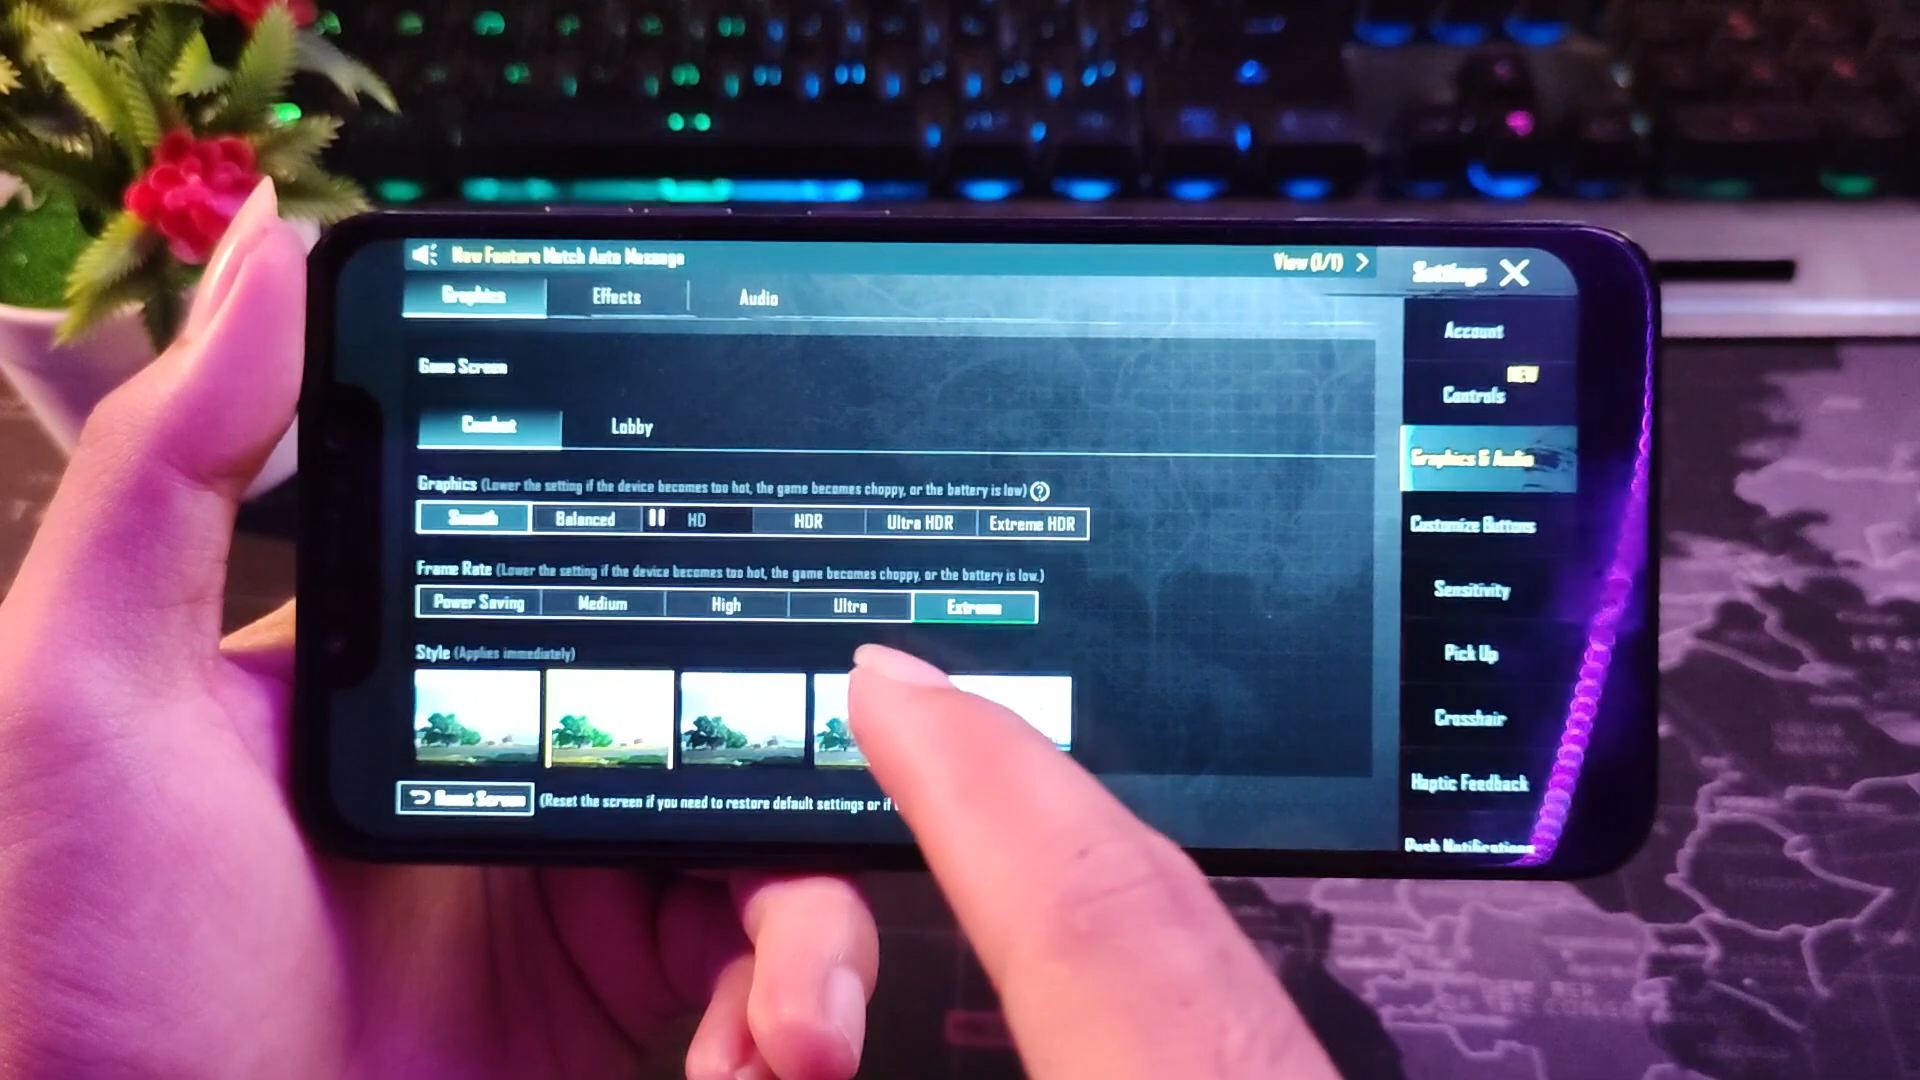 New Feature Match Auto Message
View (1/1)
Settings
Graphics
Effects
Audio
Account
Game Screen
NEW
Controls
Combat
Lobby
Graphics & Audio
Graphics (Lower the setting if the device becomes too hot, the game becomes choppy, or the battery is low)
Smooth
Balanced
HD
HDR
Ultra HDR
Extreme HDR
Customize Buttons
Frame Rate (Lower the setting if the device becomes too hot, the game becomes choppy, or the battery is low.)
Power Saving
Medium
High
Ultra
Extreme
Sensitivity
Style (Applies immediately)
Pick Up
Crosshair
Haptic Feedback
Reset Screen
(Reset the screen if you need to restore default settings or if
Push Notifications